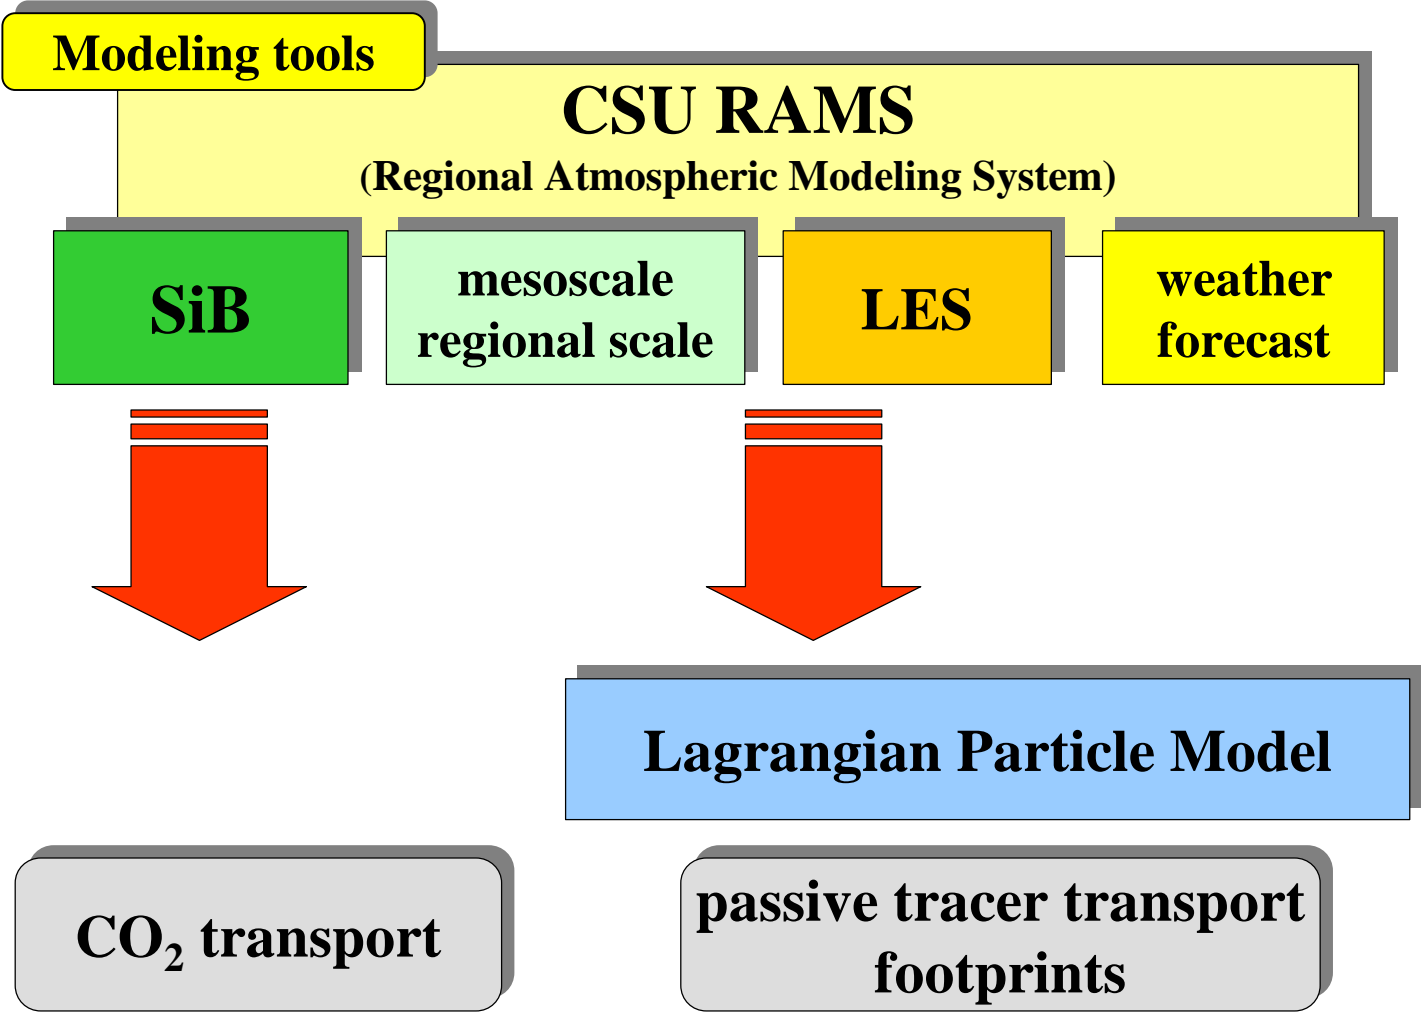 Modeling tools
CSU RAMS
(Regional Atmospheric Modeling System)
SiB
mesoscale
regional scale
LES
weather
forecast
Lagrangian Particle Model
CO₂ transport
passive tracer transport
footprints